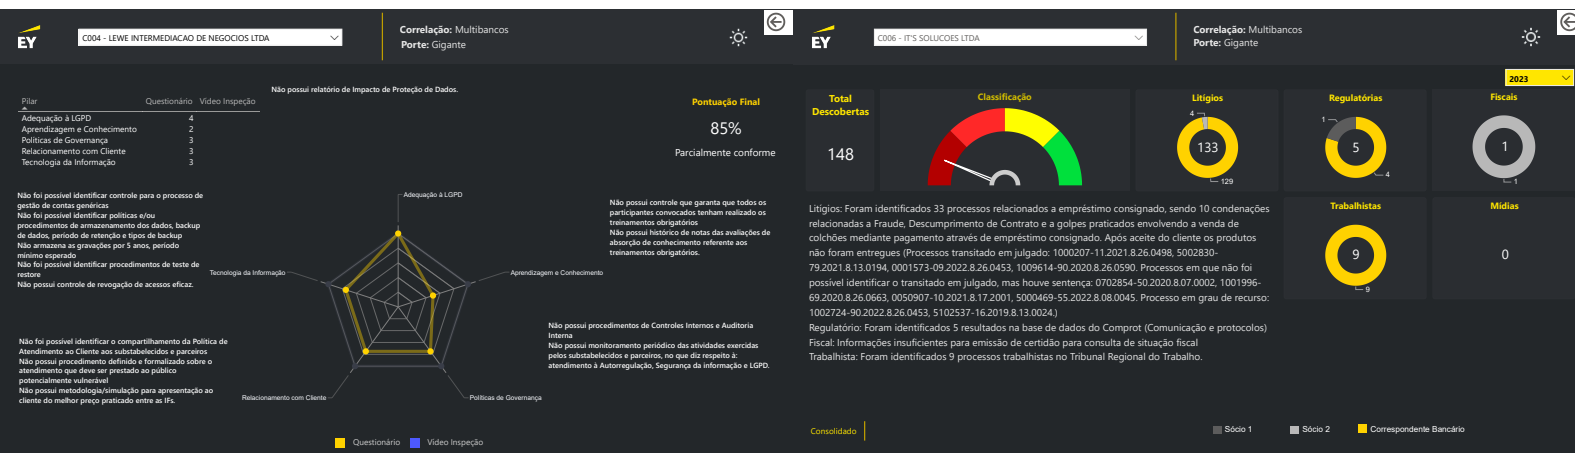 EY
C004 - LEWE INTERMEDIACAO DE NEGOCIOS LTDA
Correlação: Multibancos
Porte: Gigante
Não possui relatório de Impacto de Proteção de Dados.
Pilar Questionário Vídeo Inspeção
Adequação à LGPD 4
Aprendizagem e Conhecimento 2
Políticas de Governança 3
Relacionamento com Cliente 3
Tecnologia da Informação 3
Pontuação Final
85%
Parcialmente conforme
Não foi possível identificar controle para o processo de
gestão de contas genéricas
Não foi possível identificar políticas e/ou
procedimentos de armazenamento dos dados, backup
de dados, período de retenção e tipos de backup
Não armazena as gravações por 5 anos, período
mínimo esperado
Não foi possível identificar procedimentos de teste de
restore
Não possui controle de revogação de acessos eficaz.
Adequação à LGPD
Não possui controle que garanta que todos os
participantes convocados tenham realizado os
treinamentos obrigatórios
Não possui histórico de notas das avaliações de
absorção de conhecimento referente aos
treinamentos obrigatórios.
Tecnologia da Informação
Aprendizagem e Conhecimento
Não possui procedimentos de Controles Internos e Auditoria
Interna
Não possui monitoramento periódico das atividades exercidas
pelos substabelecidos e parceiros, no que diz respeito à:
atendimento à Autorregulação, Segurança da informação e LGPD.
Não foi possível identificar o compartilhamento da Política de
Atendimento ao Cliente aos substabelecidos e parceiros
Não possui procedimento definido e formalizado sobre o
atendimento que deve ser prestado ao público
potencialmente vulnerável
Não possui metodologia/simulação para apresentação ao
cliente do melhor preço praticado entre as IFs.
Relacionamento com Cliente
Políticas de Governança
Questionário Vídeo Inspeção
EY
C006 - IT'S SOLUCOES LTDA
Correlação: Multibancos
Porte: Gigante
2023
Total
Descobertas
148
Classificação
Litígios
4
133
129
Regulatórias
1
5
4
Fiscais
1
1
Litígios: Foram identificados 33 processos relacionados a empréstimo consignado, sendo 10 condenações
relacionadas a Fraude, Descumprimento de Contrato e a golpes praticados envolvendo a venda de
colchões mediante pagamento através de empréstimo consignado. Após aceite do cliente os produtos
não foram entregues (Processos transitado em julgado: 1000207-11.2021.8.26.0498, 5002830-
79.2021.8.13.0194, 0001573-09.2022.8.26.0453, 1009614-90.2020.8.26.0590. Processos em que não foi
possível identificar o transitado em julgado, mas houve sentença: 0702854-50.2020.8.07.0002, 1001996-
69.2020.8.26.0663, 0050907-10.2021.8.17.2001, 5000469-55.2022.8.08.0045. Processo em grau de recurso:
1002724-90.2022.8.26.0453, 5102537-16.2019.8.13.0024.)
Regulatório: Foram identificados 5 resultados na base de dados do Comprot (Comunicação e protocolos)
Fiscal: Informações insuficientes para emissão de certidão para consulta de situação fiscal
Trabalhista: Foram identificados 9 processos trabalhistas no Tribunal Regional do Trabalho.
Trabalhistas
9
9
Mídias
0
Consolidado
Sócio 1 Sócio 2 Correspondente Bancário